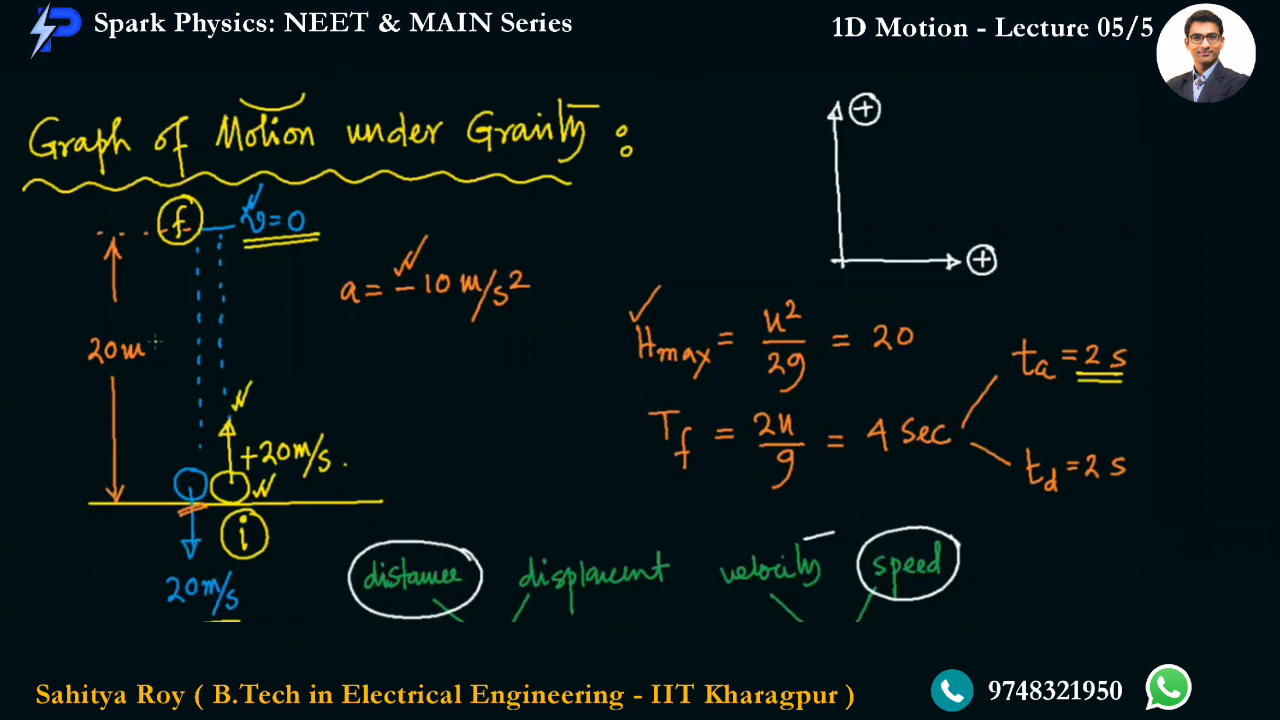 Spark Physics: NEET & MAIN Series
1D Motion - Lecture 05/5
Graph of Motion under Gravity :
f
v=0
+
+
a = -10 m/s2
20m
Hmax = u2/2g = 20
ta = 2 s
Tf = 2u/g = 4 sec
td = 2 s
+20m/s.
i
20m/s
distance displacement velocity speed
Sahitya Roy ( B.Tech in Electrical Engineering - IIT Kharagpur )
9748321950